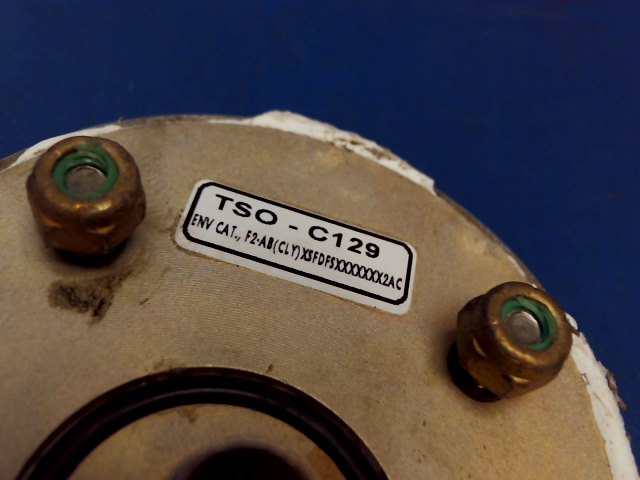 TSO - C129
ENV CAT., F2-AB(CLY)XSFDFSXXXXXXX2AC